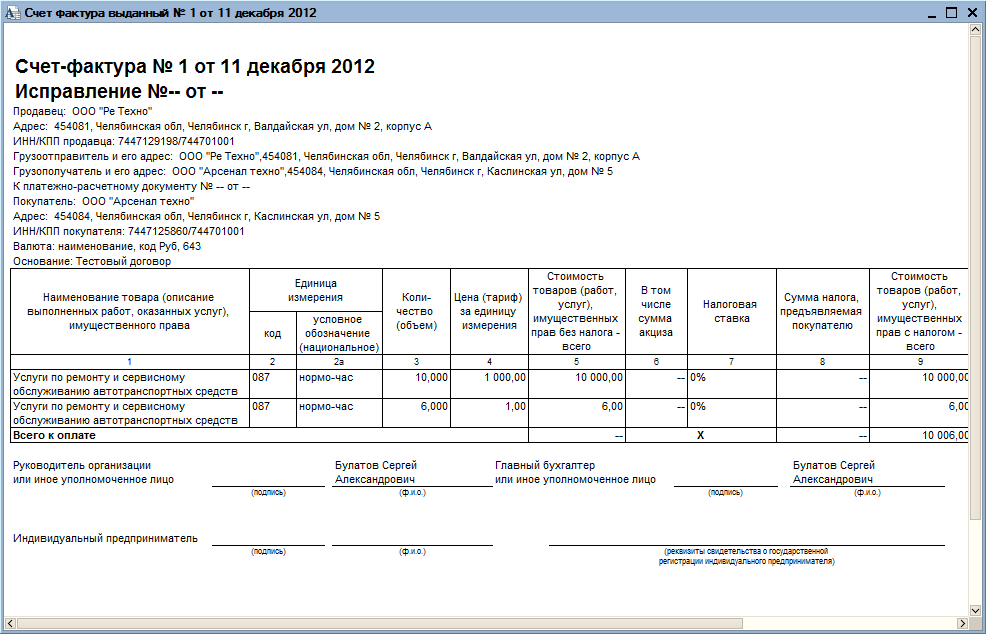 Счет фактура выданный № 1 от 11 декабря 2012
Счет-фактура № 1 от 11 декабря 2012
Исправление №-- от --
Продавец: ООО "Ре Техно"
Адрес: 454081, Челябинская обл, Челябинск г, Валдайская ул, дом № 2, корпус А
ИНН/КПП продавца: 7447129198/744701001
Грузоотправитель и его адрес: ООО "Ре Техно",454081, Челябинская обл, Челябинск г, Валдайская ул, дом № 2, корпус А
Грузополучатель и его адрес: ООО "Арсенал техно",454084, Челябинская обл, Челябинск г, Каслинская ул, дом № 5
К платежно-расчетному документу № -- от --
Покупатель: ООО "Арсенал техно"
Адрес: 454084, Челябинская обл, Челябинск г, Каслинская ул, дом № 5
ИНН/КПП покупателя: 7447125860/744701001
Валюта: наименование, код Руб, 643
Основание: Тестовый договор
Наименование товара (описание
выполненных работ, оказанных услуг),
имущественного права
Единица
измерения
код
условное
обозначение
(национальное)
Коли-
чество
(объем)
Цена (тариф)
за единицу
измерения
Стоимость
товаров (работ,
услуг),
имущественных
прав без налога -
всего
В том
числе
сумма
акциза
Налоговая
ставка
Сумма налога,
предъявляемая
покупателю
Стоимость
товаров (работ,
услуг),
имущественных
прав с налогом -
всего
1 2 2а 3 4 5 6 7 8 9
Услуги по ремонту и сервисному
обслуживанию автотранспортных средств
087 нормо-час 10,000 1 000,00 10 000,00 -- 0% -- 10 000,00
Услуги по ремонту и сервисному
обслуживанию автотранспортных средств
087 нормо-час 6,000 1,00 6,00 -- 0% -- 6,00
Всего к оплате -- X -- 10 006,00
Руководитель организации
или иное уполномоченное лицо
(подпись)
Булатов Сергей
Александрович
(ф.и.о.)
Главный бухгалтер
или иное уполномоченное лицо
(подпись)
Булатов Сергей
Александрович
(ф.и.о.)
Индивидуальный предприниматель
(подпись)
(ф.и.о.)
(реквизиты свидетельства о государственной
регистрации индивидуального предпринимателя)